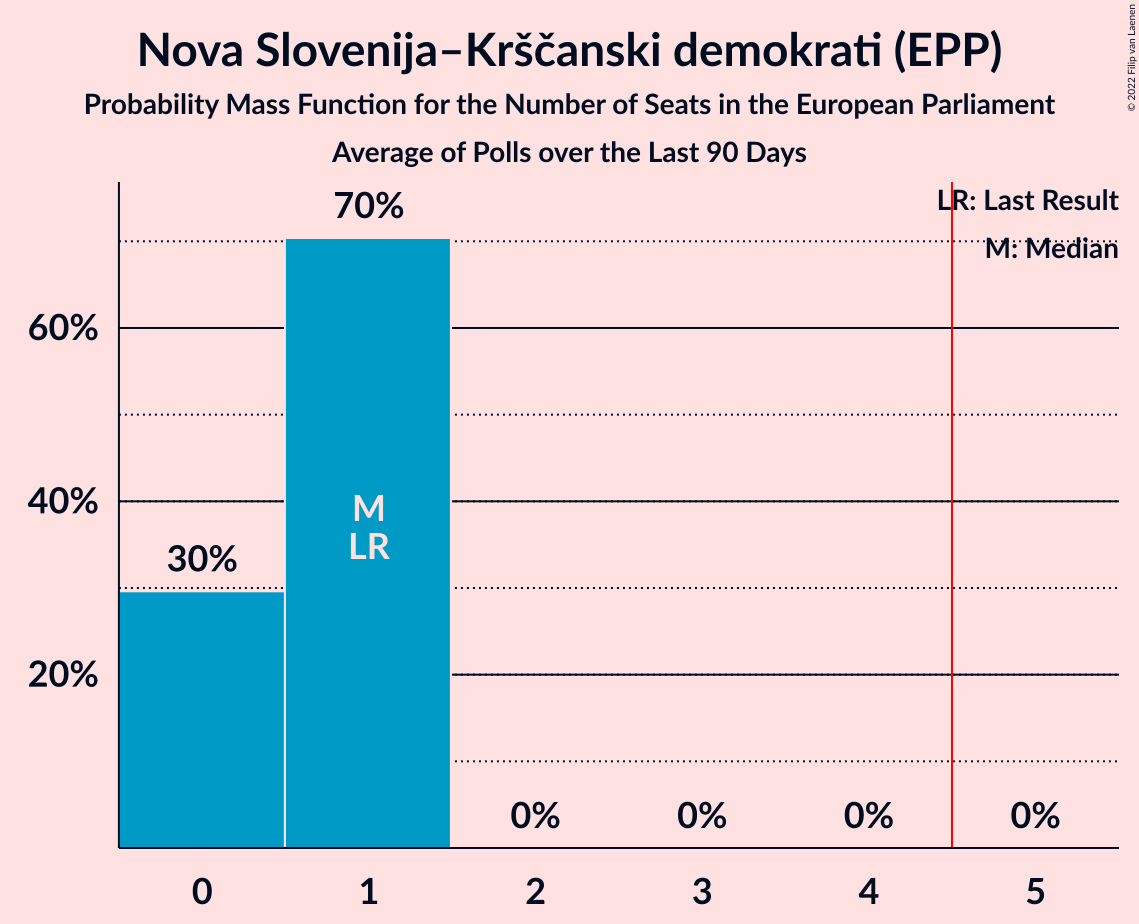 Nova Slovenija–Krščanski demokrati (EPP)
Probability Mass Function for the Number of Seats in the European Parliament
Average of Polls over the Last 90 Days
© 2022 Filip van Laenen
LR: Last Result
M: Median
70%
60%
40%
30%
20%
M
LR
0%
0%
0%
0%
0
1
2
3
4
5